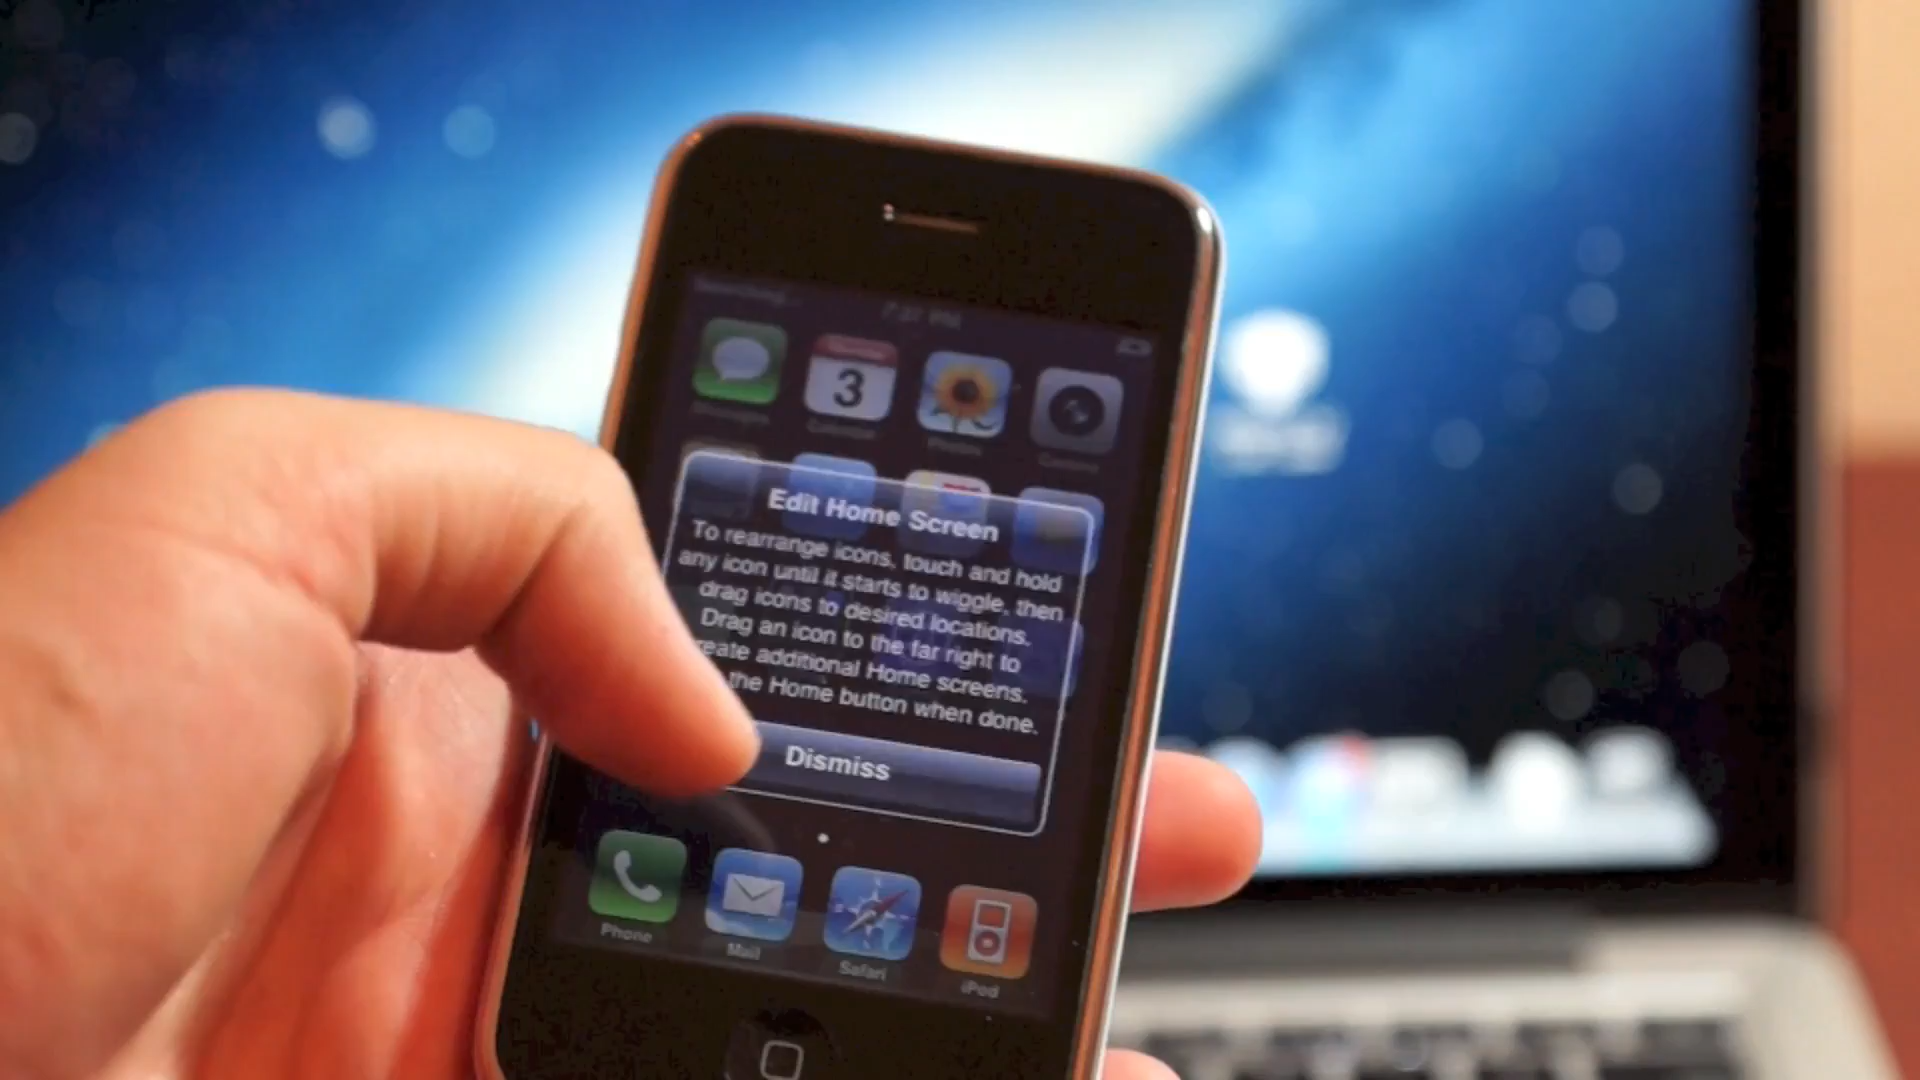 3
Edit Home Screen
To rearrange icons, touch and hold
any icon until it starts to wiggle, then
drag icons to desired locations.
Drag an icon to the far right to
reate additional Home screens.
the Home button when done.
Dismiss
Phone
Mail
Safari
iPod